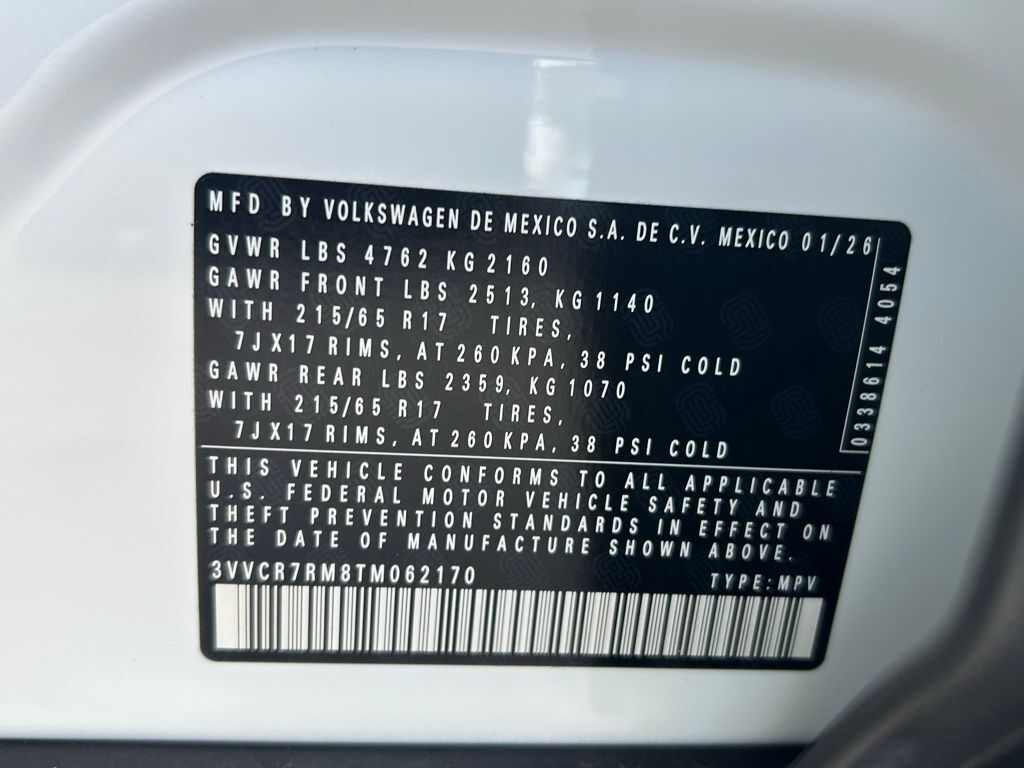 MFD BY VOLKSWAGEN DE MEXICO S.A. DE C.V. MEXICO 01/26
GVWR LBS 4762 KG 2160
GAWR FRONT LBS 2513, KG1140
WITH 215/65 R17 TIRES,
7JX17 RIMS, AT 260 KPA, 38 PSI COLD
GAWR REAR LBS 2359, KG1070
WITH 215/65 R17 TIRES,
7JX17 RIMS, AT 260 KPA, 38 PSI COLD
0338614 4054
THIS VEHICLE CONFORMS TO ALL APPLICABLE
U.S. FEDERAL MOTOR VEHICLE SAFETY AND
THEFT PREVENTION STANDARDS IN EFFECT ON
THE DATE OF MANUFACTURE SHOWN ABOVE.
3VVCR7RM8TM062170 TYPE:MPV